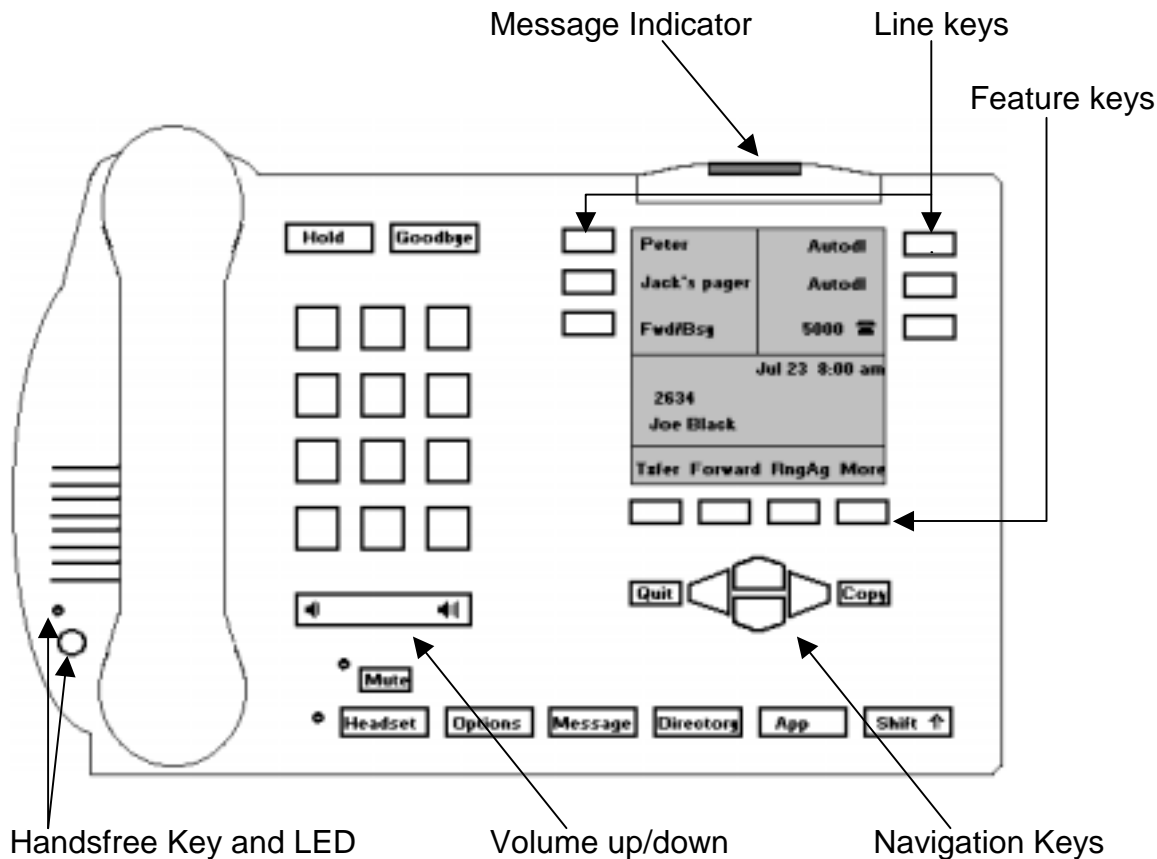 Message Indicator
Line keys
Feature keys
Hold
Goodbye
Peter Autodl
Jack's pager Autodl
Fwd/Bsy 5000
Jul 23 8:00 am
2634
Joe Black
Txfer Forward RngAg More
Quit
Copy
Mute
Headset
Options
Message
Directory
App
Shift
Handsfree Key and LED
Volume up/down
Navigation Keys